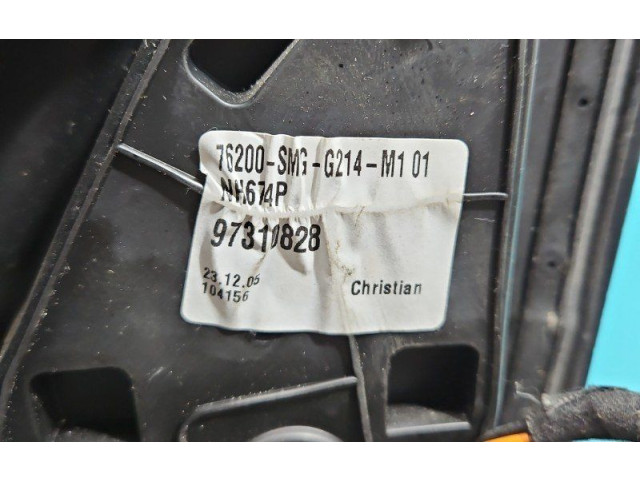 76200-SMG-G214-M1 01
NH674P
97310828
23.12.05
104156
Christian